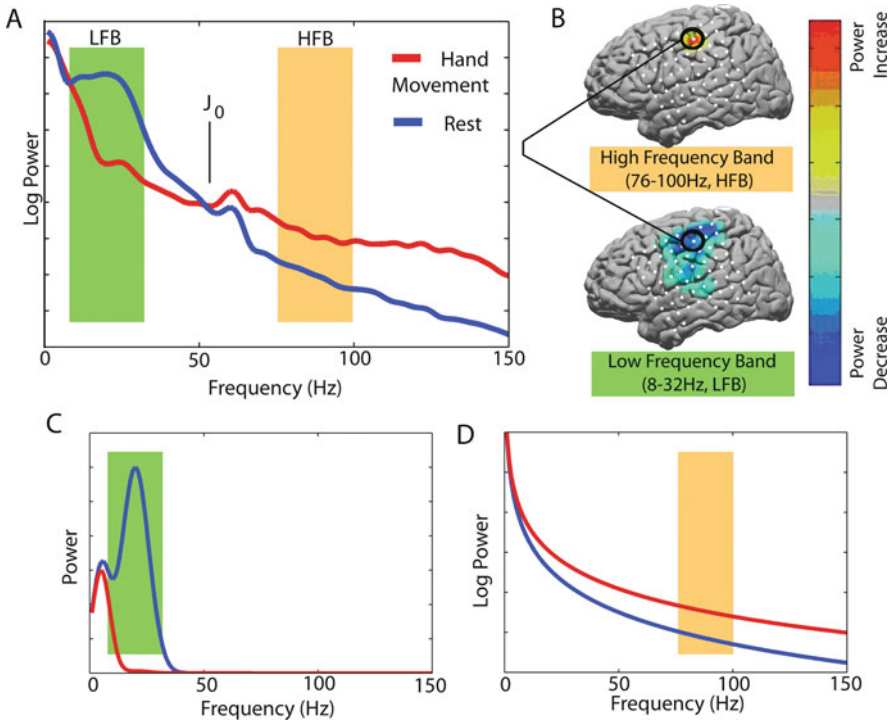 A
LFB
HFB
Hand
Movement
Rest
J0
Log Power
0
50
100
150
Frequency (Hz)
B
High Frequency Band
(76-100Hz, HFB)
Low Frequency Band
(8-32Hz, LFB)
Power
Increase
Power
Decrease
C
Power
0
50
100
150
Frequency (Hz)
D
Log Power
0
50
100
150
Frequency (Hz)